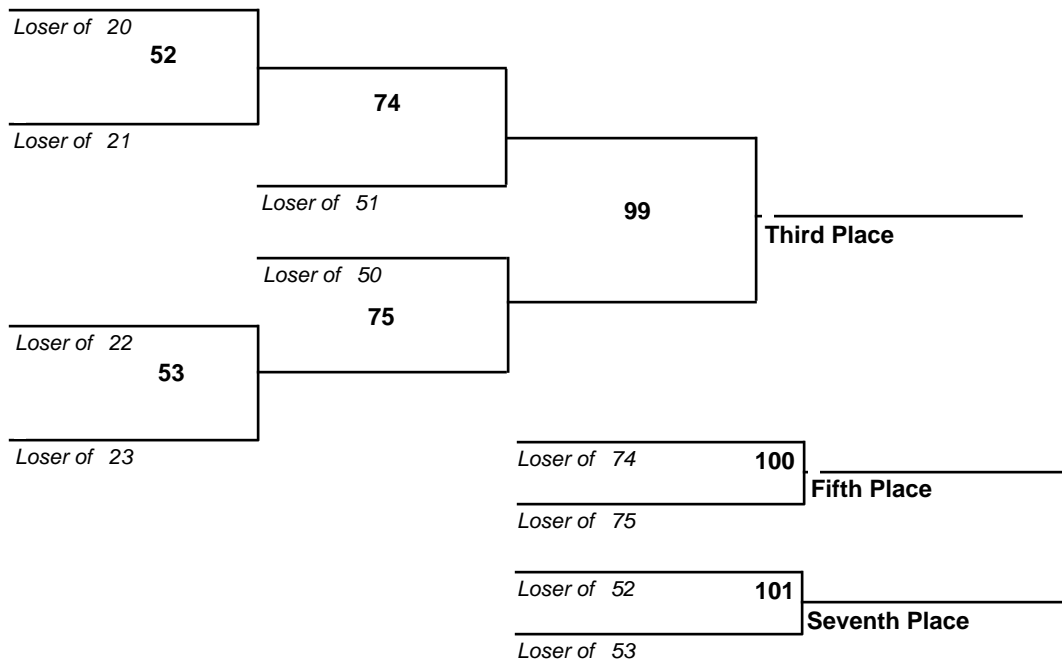 Loser of 20
52
Loser of 21
74
Loser of 51
99
Third Place
Loser of 50
75
Loser of 22
53
Loser of 23
Loser of 74
100
Fifth Place
Loser of 75
Loser of 52
101
Seventh Place
Loser of 53